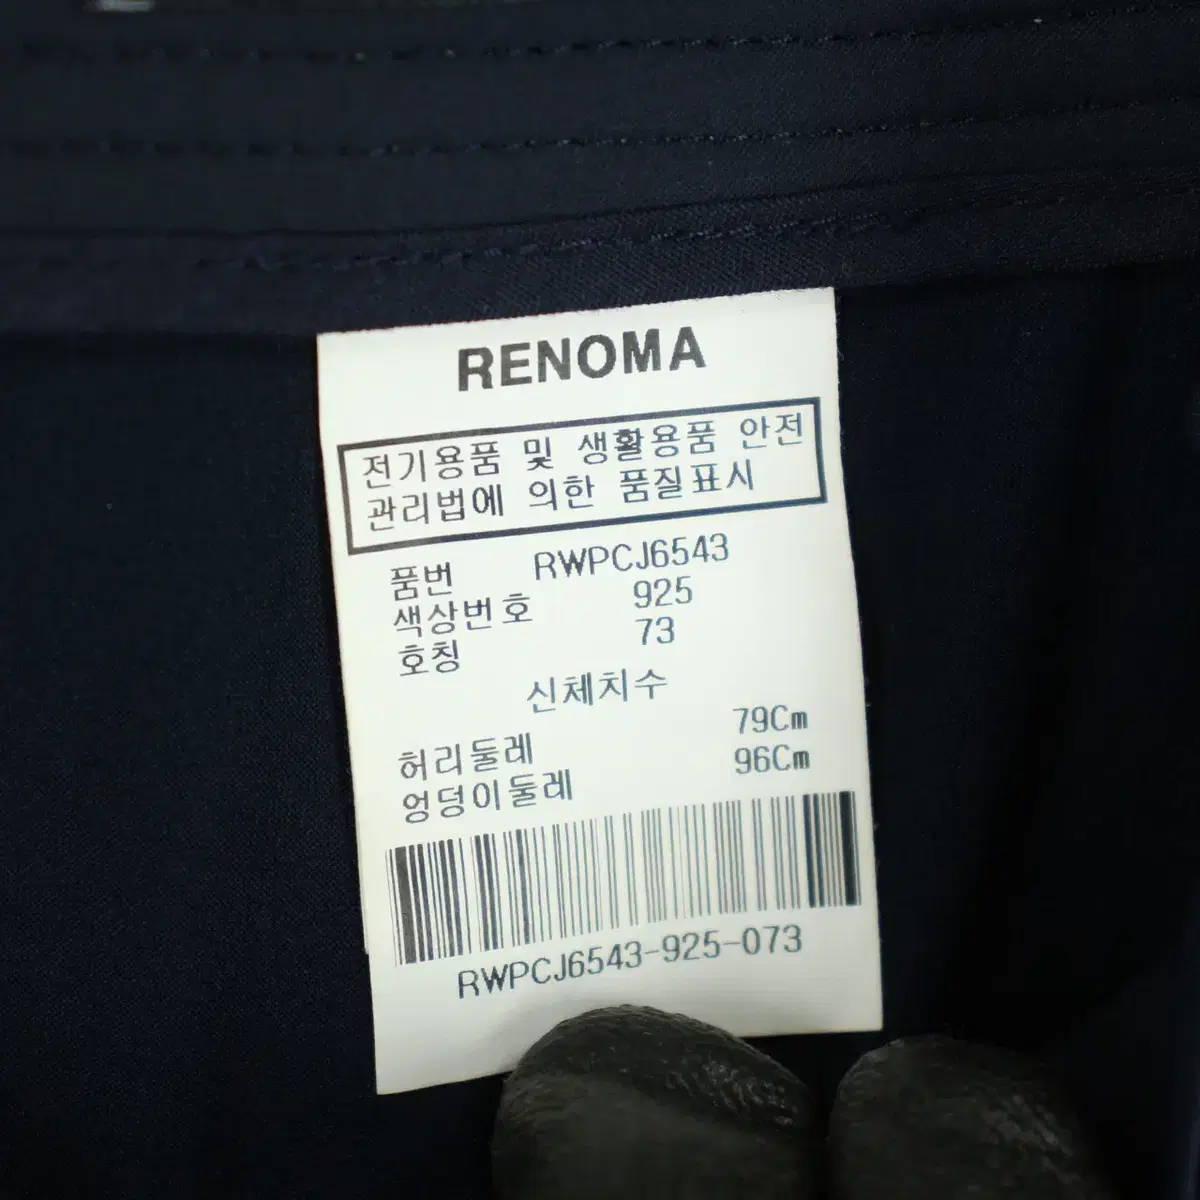 RENOMA
전기용품 및 생활용품 안전
관리법에 의한 품질표시
품번 RWPCJ6543
색상번호 925
호칭 73
신체치수
허리둘레 79Cm
엉덩이둘레 96Cm
RWPCJ6543-925-073